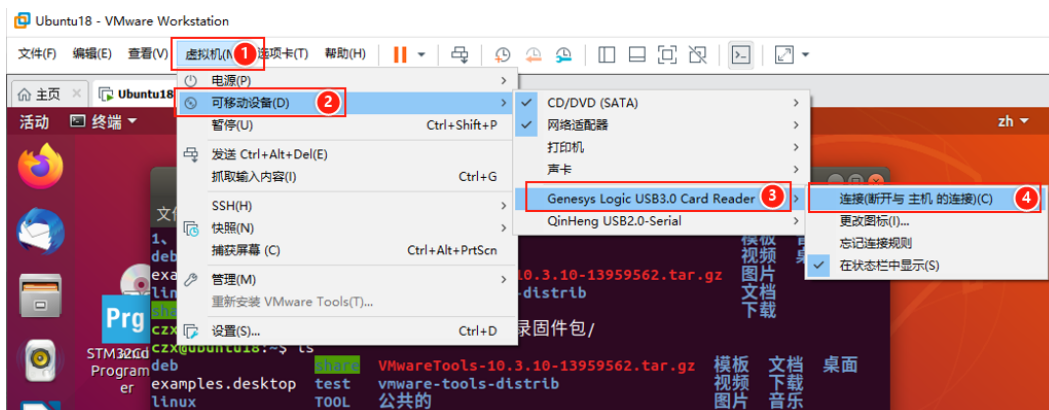 Ubuntu18 - VMware Workstation
文件(F) 编辑(E) 查看(V) 虚拟机( 1 选项卡(T) 帮助(H)
主页 Ubuntu18
电源(P)
可移动设备(D) 2
CD/DVD (SATA)
活动 终端
暂停(U) Ctrl+Shift+P
网络适配器
zh
打印机
发送 Ctrl+Alt+Del(E)
声卡
抓取输入内容(I) Ctrl+G
Genesys Logic USB3.0 Card Reader 3
连接(断开与 主机 的连接)(C) 4
SSH(H)
QinHeng USB2.0-Serial
更改图标(I)...
快照(N)
忘记连接规则
捕获屏幕 (C) Ctrl+Alt+PrtScn
在状态栏中显示(S)
1、
deb
视频
管理(M)
exa
10.3.10-13959562.tar.gz 图片
重新安装 VMware Tools(T)...
lin
-distrib 文档
下载
设置(S)... Ctrl+D
czx
录固件包/
czx@ubuntu18:~$ ls
deb share VMwareTools-10.3.10-13959562.tar.gz 模板 文档 桌面
examples.desktop test vmware-tools-distrib 视频 下载
linux TOOL 公共的 图片 音乐
Prg
Program
er